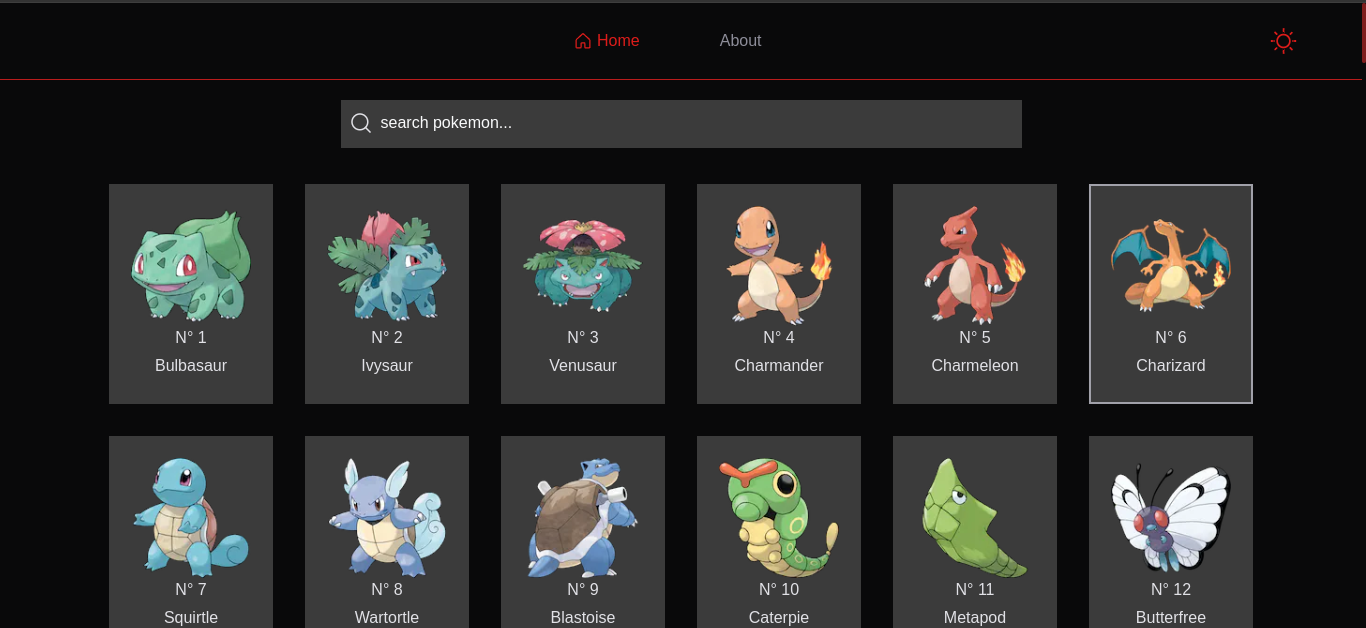 Home About
search pokemon...
N° 1 N° 2 N° 3 N° 4 N° 5 N° 6
Bulbasaur Ivysaur Venusaur Charmander Charmeleon Charizard
N° 7 N° 8 N° 9 N° 10 N° 11 N° 12
Squirtle Wartortle Blastoise Caterpie Metapod Butterfree